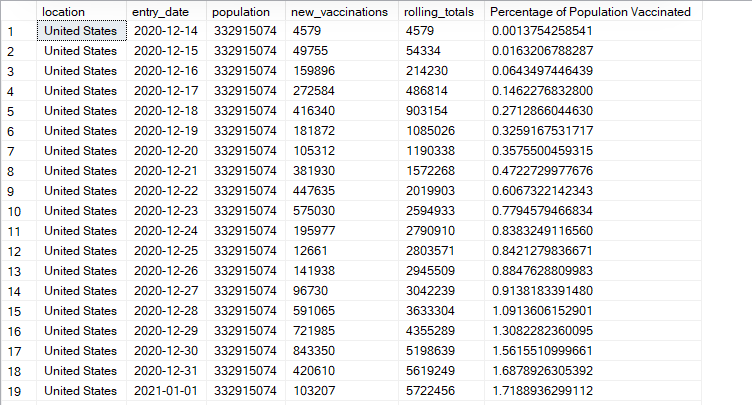 location entry_date population new_vaccinations rolling_totals Percentage of Population Vaccinated
1 United States 2020-12-14 332915074 4579 4579 0.0013754258541
2 United States 2020-12-15 332915074 49755 54334 0.0163206788287
3 United States 2020-12-16 332915074 159896 214230 0.0643497446439
4 United States 2020-12-17 332915074 272584 486814 0.1462276832800
5 United States 2020-12-18 332915074 416340 903154 0.2712866044630
6 United States 2020-12-19 332915074 181872 1085026 0.3259167531717
7 United States 2020-12-20 332915074 105312 1190338 0.3575500459315
8 United States 2020-12-21 332915074 381930 1572268 0.4722729977676
9 United States 2020-12-22 332915074 447635 2019903 0.6067322142343
10 United States 2020-12-23 332915074 575030 2594933 0.7794579466834
11 United States 2020-12-24 332915074 195977 2790910 0.8383249116560
12 United States 2020-12-25 332915074 12661 2803571 0.8421279836671
13 United States 2020-12-26 332915074 141938 2945509 0.8847628809983
14 United States 2020-12-27 332915074 96730 3042239 0.9138183391480
15 United States 2020-12-28 332915074 591065 3633304 1.0913606152901
16 United States 2020-12-29 332915074 721985 4355289 1.3082282360095
17 United States 2020-12-30 332915074 843350 5198639 1.5615510999661
18 United States 2020-12-31 332915074 420610 5619249 1.6878926305392
19 United States 2021-01-01 332915074 103207 5722456 1.7188936299112